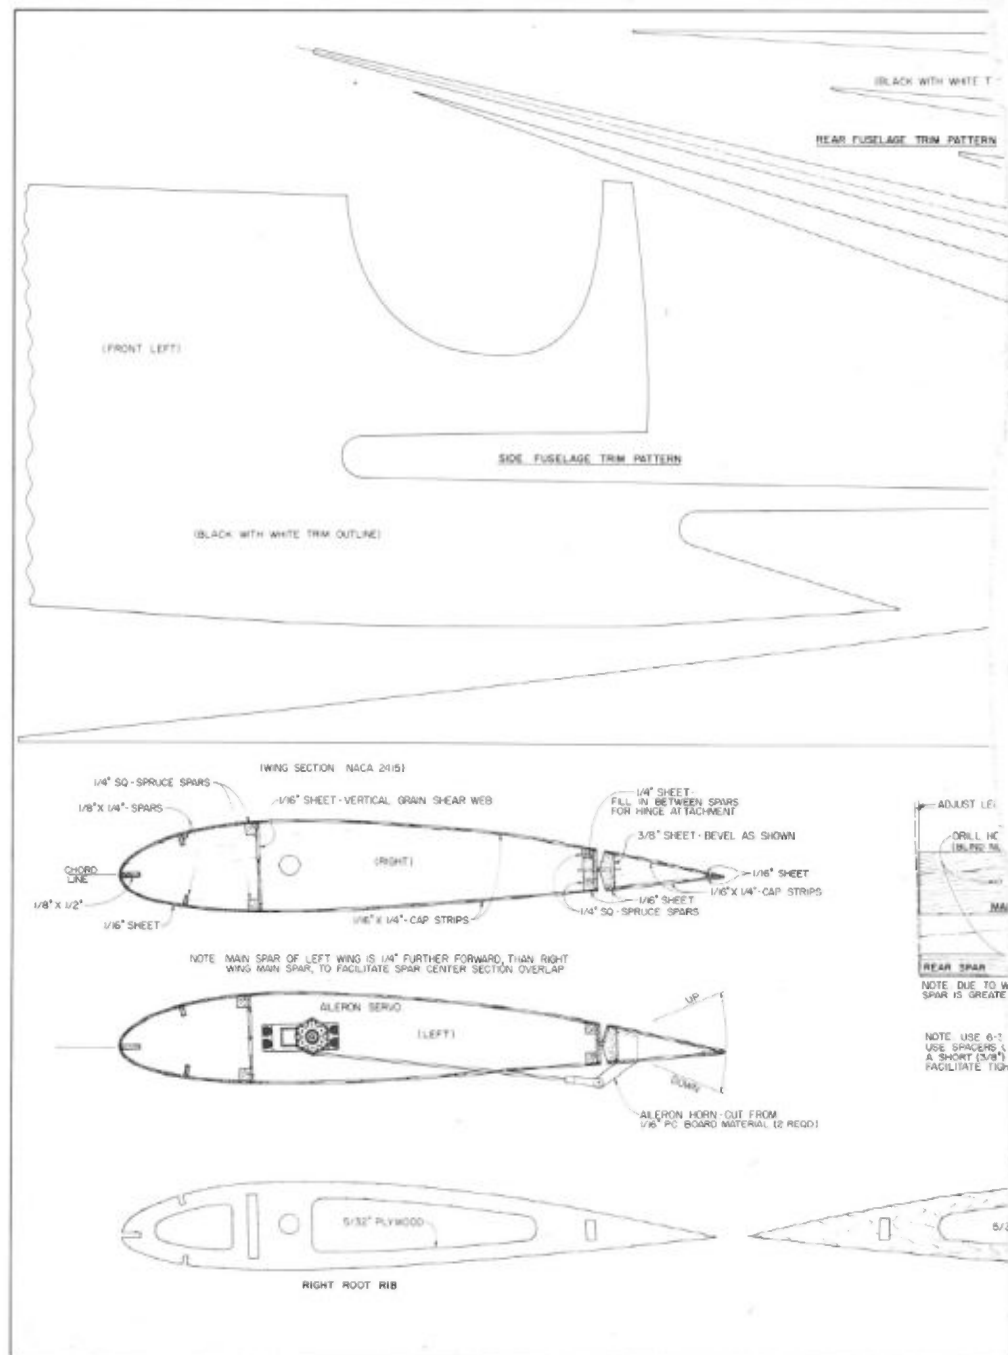 (BLACK WITH WHITE T
REAR FUSELAGE TRIM PATTERN
(FRONT LEFT)
SIDE FUSELAGE TRIM PATTERN
(BLACK WITH WHITE TRIM OUTLINE)
(WING SECTION NACA 2415)
1/4" SQ - SPRUCE SPARS
1/8" X 1/4" - SPARS
1/16" SHEET - VERTICAL GRAIN SHEAR WEB
1/4" SHEET-
FILL IN BETWEEN SPARS
FOR HINGE ATTACHMENT
3/8" SHEET - BEVEL AS SHOWN
CHORD
LINE
(RIGHT)
1/16" SHEET
1/16" X 1/4" - CAP STRIPS
1/8" X 1/2"
1/16" SHEET
1/16" X 1/4" - CAP STRIPS
1/16" SHEET
1/4" SQ - SPRUCE SPARS
NOTE MAIN SPAR OF LEFT WING IS 1/4" FURTHER FORWARD, THAN RIGHT
WING MAIN SPAR, TO FACILITATE SPAR CENTER SECTION OVERLAP
ADJUST
DRILL
(BLIND
REAR SPAR
NOTE DUE TO W
SPAR IS GREATE
NOTE USE 6-
USE SPACERS
A SHORT (3/8")
FACILITATE
AILERON SERVO
(LEFT)
UP
DOWN
AILERON HORN - CUT FROM
1/16" PC BOARD MATERIAL (2 REQD)
5/32" PLYWOOD
RIGHT ROOT RIB